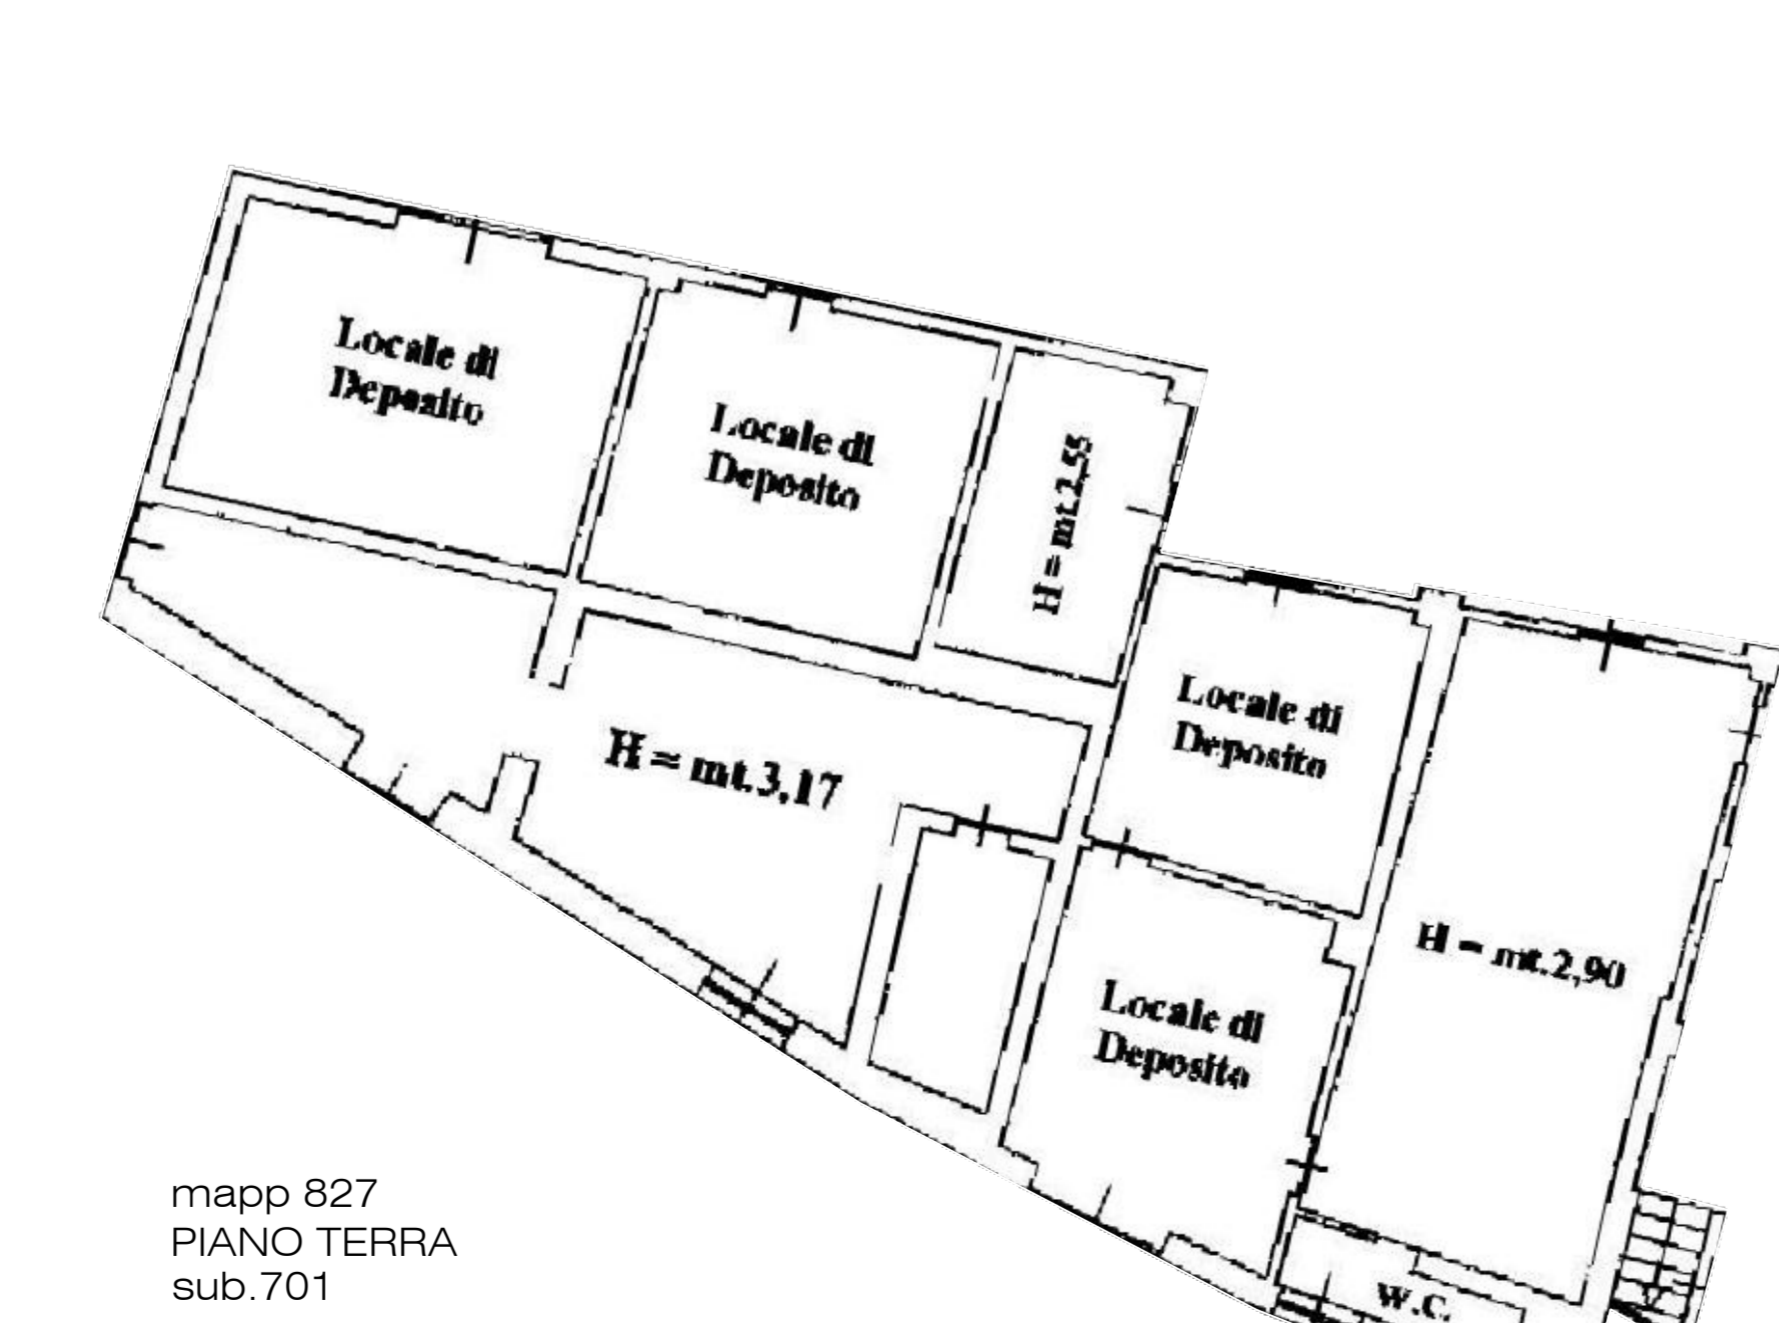 Locale di
Deposito
Locale di
Deposito
H = mt.2,55
Locale di
Deposito
H = mt.3,17
H = mt.2,90
Locale di
Deposito
W.C.
mapp 827
PIANO TERRA
sub.701